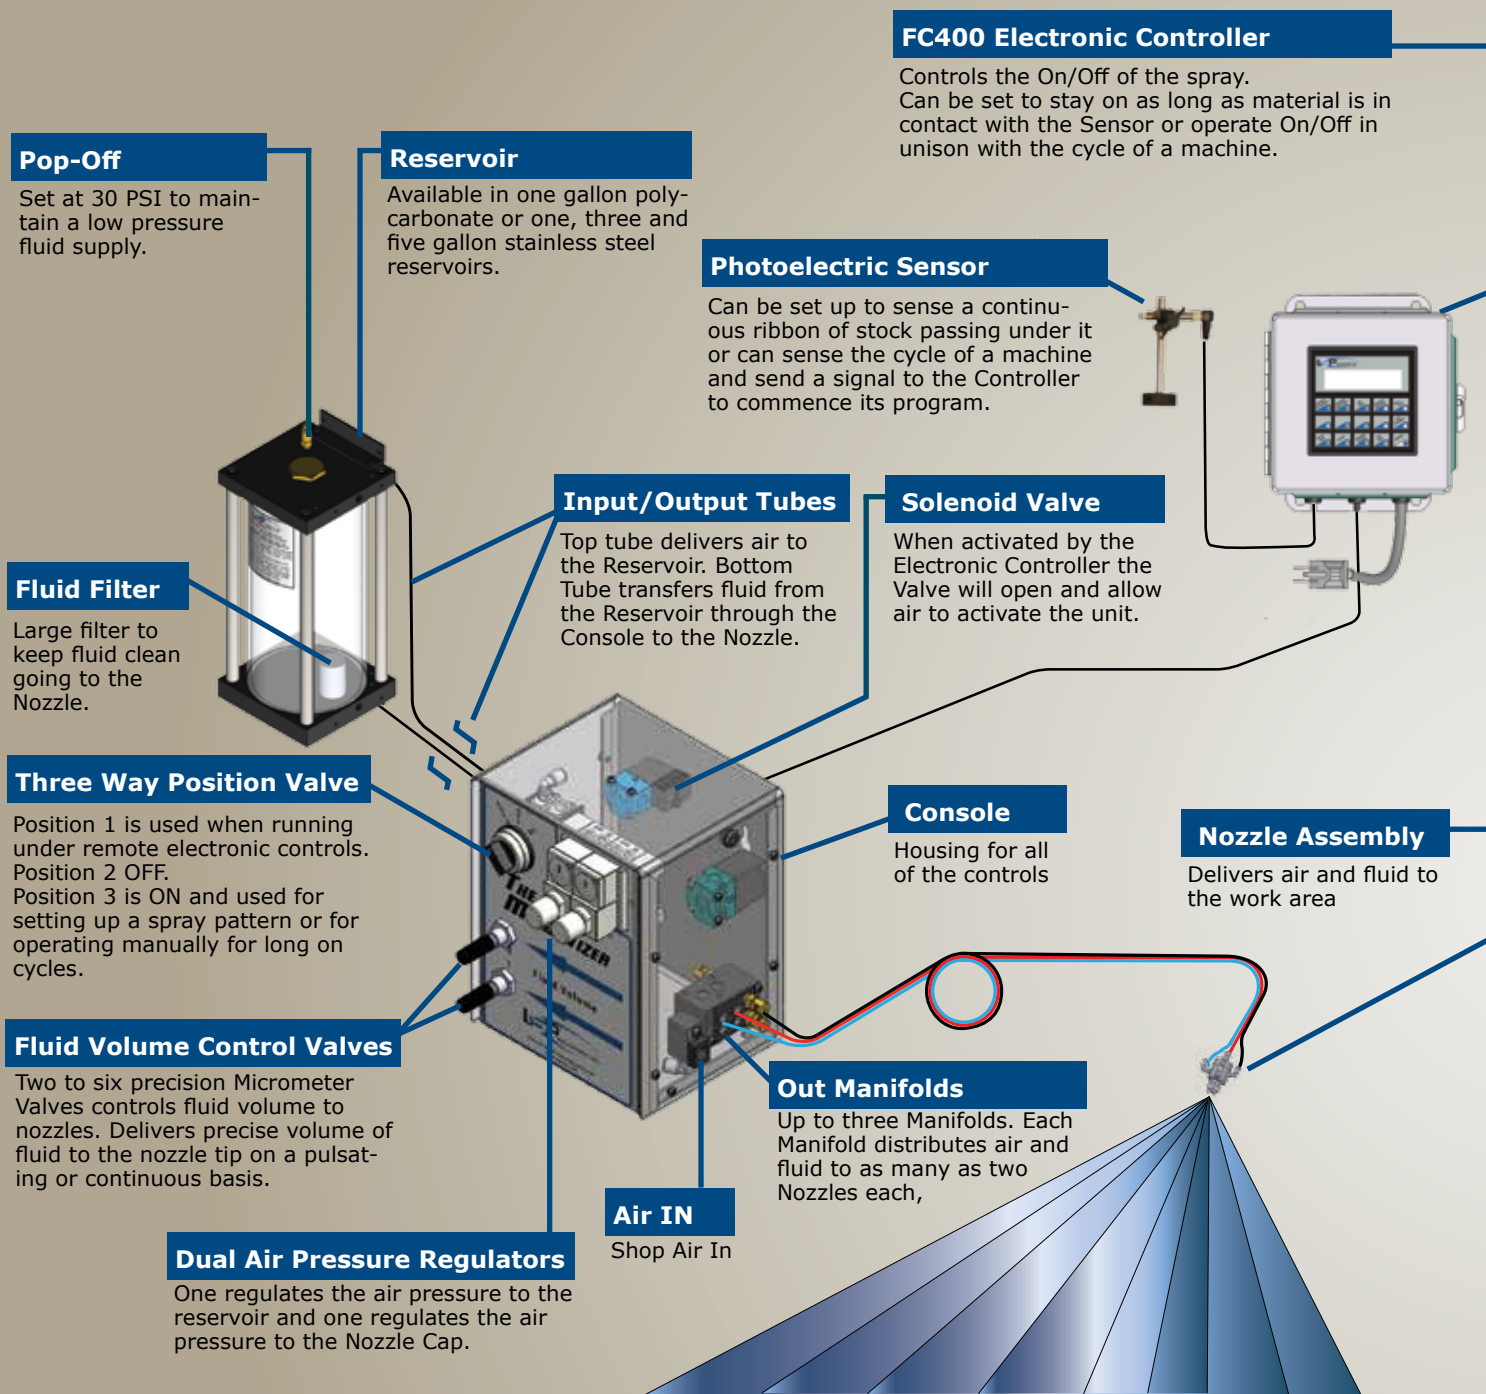 FC400 Electronic Controller
Controls the On/Off of the spray.
Can be set to stay on as long as material is in
contact with the Sensor or operate On/Off in
unison with the cycle of a machine.
Pop-Off
Set at 30 PSI to main-
tain a low pressure
fluid supply.
Reservoir
Available in one gallon poly-
carbonate or one, three and
five gallon stainless steel
reservoirs.
Photoelectric Sensor
Can be set up to sense a continu-
ous ribbon of stock passing under it
or can sense the cycle of a machine
and send a signal to the Controller
to commence its program.
Input/Output Tubes
Top tube delivers air to
the Reservoir. Bottom
Tube transfers fluid from
the Reservoir through the
Console to the Nozzle.
Solenoid Valve
When activated by the
Electronic Controller the
Valve will open and allow
air to activate the unit.
Fluid Filter
Large filter to
keep fluid clean
going to the
Nozzle.
Three Way Position Valve
Position 1 is used when running
under remote electronic controls.
Position 2 OFF.
Position 3 is ON and used for
setting up a spray pattern or for
operating manually for long on
cycles.
Console
Housing for all
of the controls
Nozzle Assembly
Delivers air and fluid to
the work area
THE
M
IZER
Fluid Volume
Fluid Volume Control Valves
Two to six precision Micrometer
Valves controls fluid volume to
nozzles. Delivers precise volume of
fluid to the nozzle tip on a pulsat-
ing or continuous basis.
Out Manifolds
Up to three Manifolds. Each
Manifold distributes air and
fluid to as many as two
Nozzles each,
Air IN
Shop Air In
Dual Air Pressure Regulators
One regulates the air pressure to the
reservoir and one regulates the air
pressure to the Nozzle Cap.